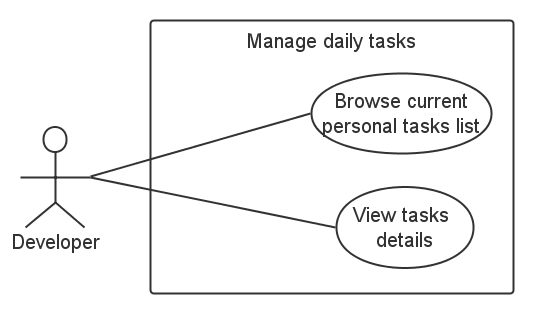 Manage daily tasks
Browse current
personal tasks list
View tasks
details
Developer